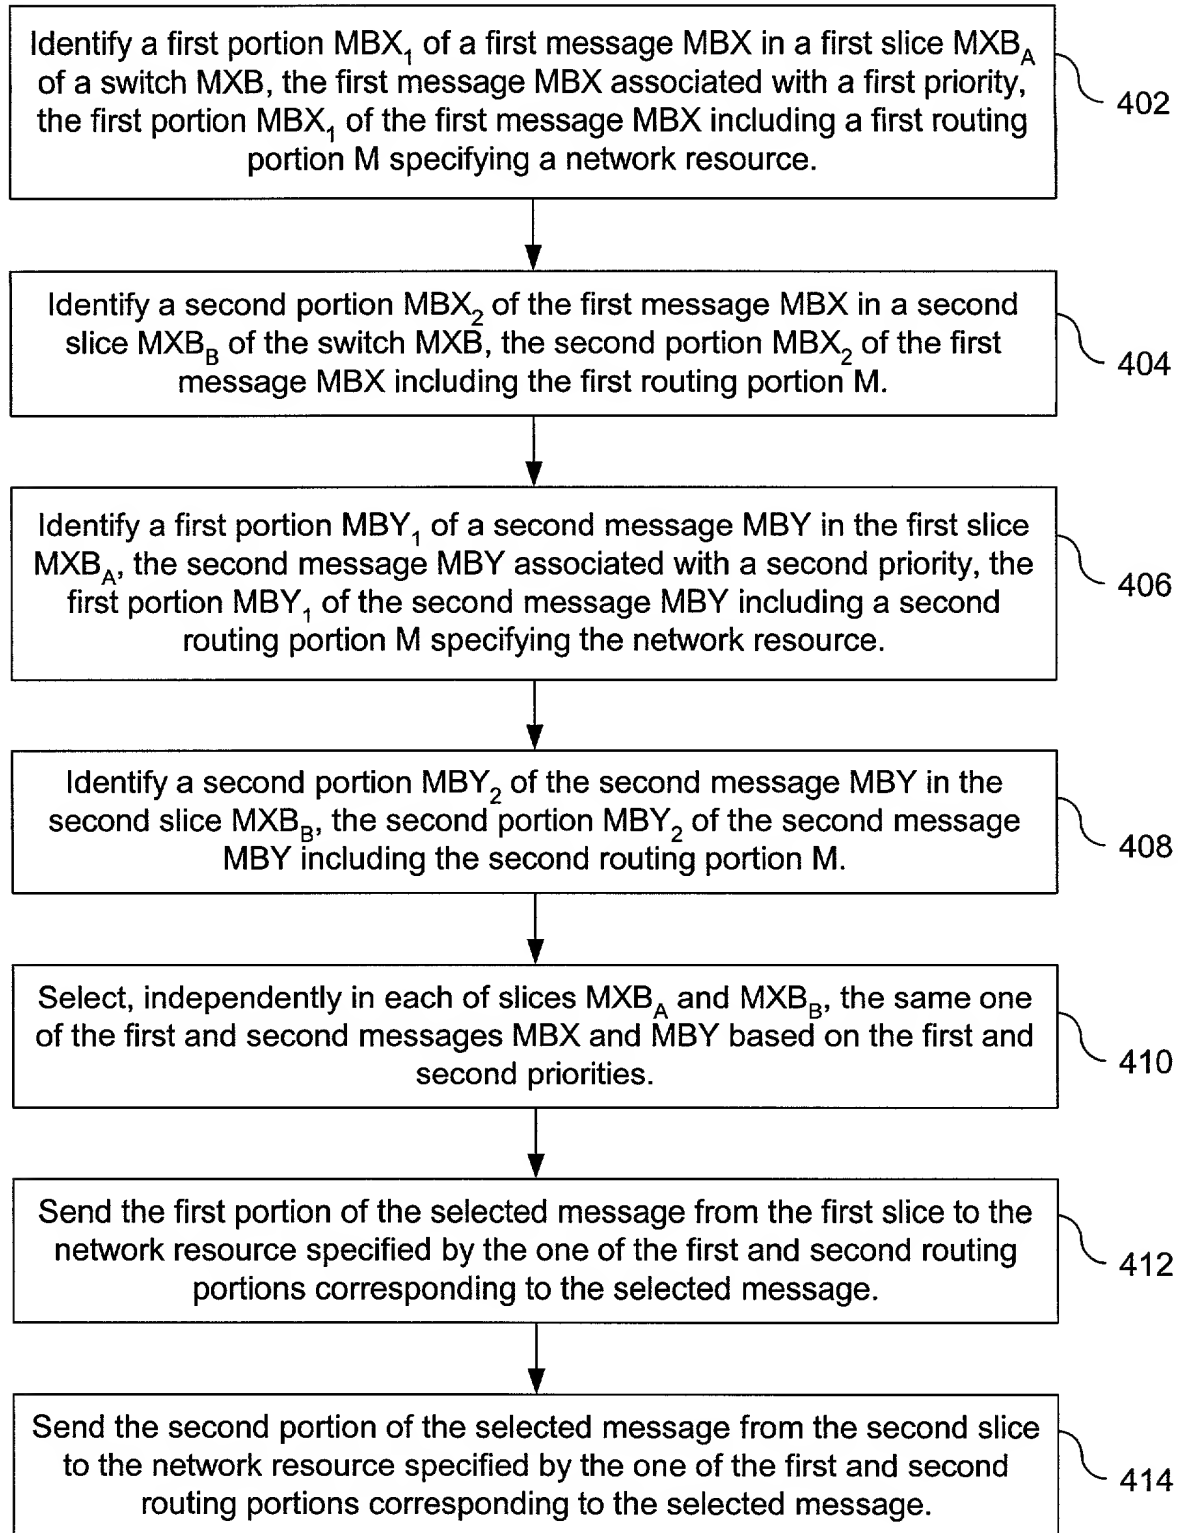 Identify a first portion MBX₁ of a first message MBX in a first slice MXB_A
of a switch MXB, the first message MBX associated with a first priority,
the first portion MBX₁ of the first message MBX including a first routing
portion M specifying a network resource.
402
Identify a second portion MBX₂ of the first message MBX in a second
slice MXB_B of the switch MXB, the second portion MBX₂ of the first
message MBX including the first routing portion M.
404
Identify a first portion MBY₁ of a second message MBY in the first slice
MXB_A, the second message MBY associated with a second priority, the
first portion MBY₁ of the second message MBY including a second
routing portion M specifying the network resource.
406
Identify a second portion MBY₂ of the second message MBY in the
second slice MXB_B, the second portion MBY₂ of the second message
MBY including the second routing portion M.
408
Select, independently in each of slices MXB_A and MXB_B, the same one
of the first and second messages MBX and MBY based on the first and
second priorities.
410
Send the first portion of the selected message from the first slice to the
network resource specified by the one of the first and second routing
portions corresponding to the selected message.
412
Send the second portion of the selected message from the second slice
to the network resource specified by the one of the first and second
routing portions corresponding to the selected message.
414